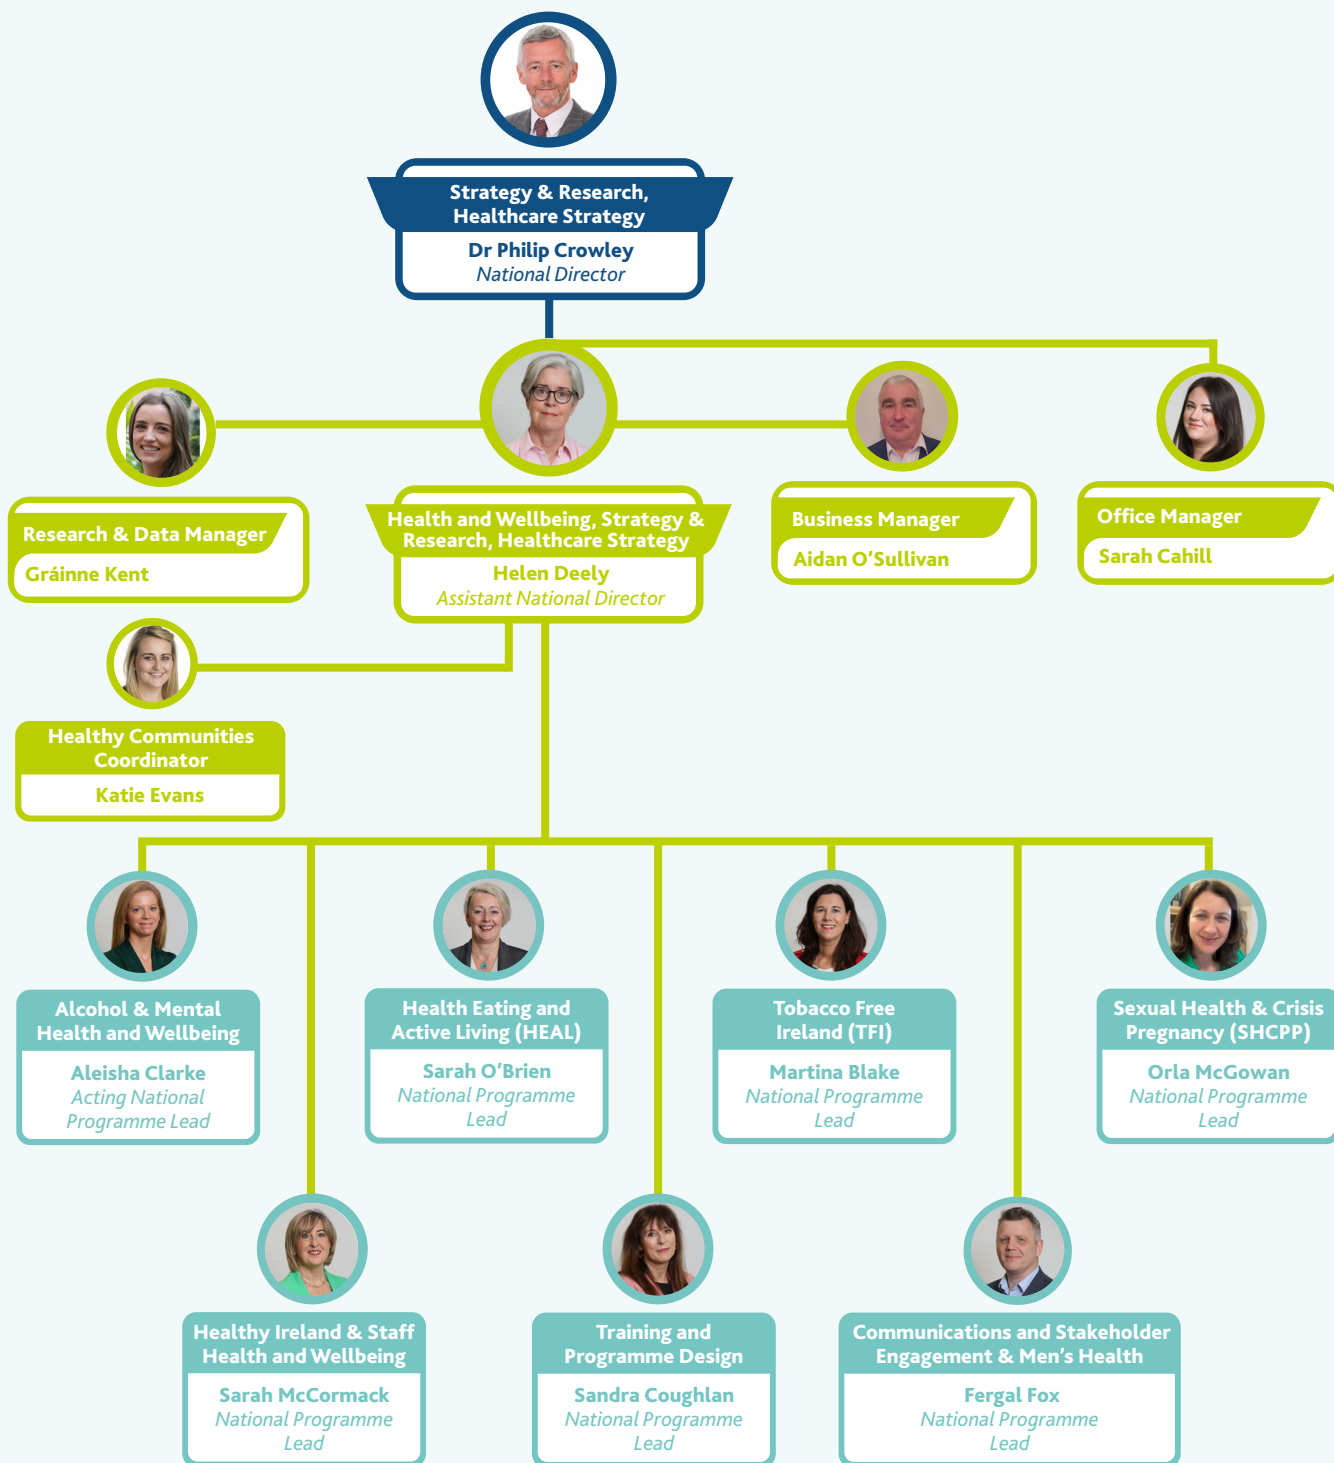 Strategy & Research,
Healthcare Strategy
Dr Philip Crowley
National Director
Research & Data Manager
Gráinne Kent
Health and Wellbeing, Strategy &
Research, Healthcare Strategy
Helen Deely
Assistant National Director
Business Manager
Aidan O'Sullivan
Office Manager
Sarah Cahill
Healthy Communities
Coordinator
Katie Evans
Alcohol & Mental
Health and Wellbeing
Aleisha Clarke
Acting National
Programme Lead
Health Eating and
Active Living (HEAL)
Sarah O'Brien
National Programme
Lead
Tobacco Free
Ireland (TFI)
Martina Blake
National Programme
Lead
Sexual Health & Crisis
Pregnancy (SHCPP)
Orla McGowan
National Programme
Lead
Healthy Ireland & Staff
Health and Wellbeing
Sarah McCormack
National Programme
Lead
Training and
Programme Design
Sandra Coughlan
National Programme
Lead
Communications and Stakeholder
Engagement & Men's Health
Fergal Fox
National Programme
Lead